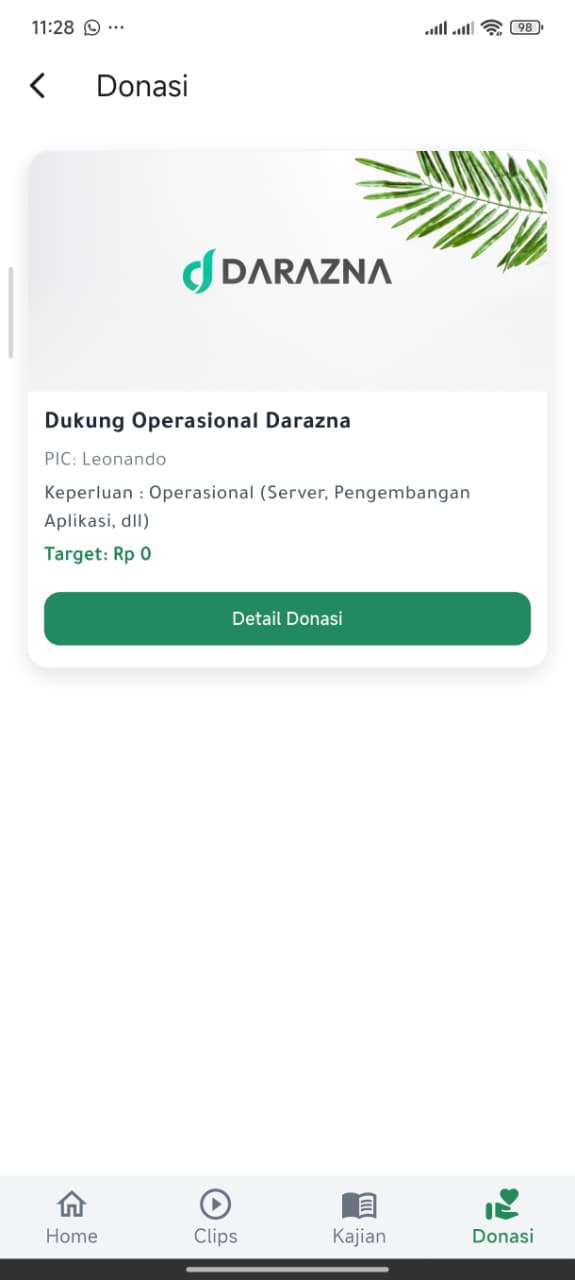 11:28
98
Donasi
DARAZNA
Dukung Operasional Darazna
PIC: Leonando
Keperluan : Operasional (Server, Pengembangan
Aplikasi, dll)
Target: Rp 0
Detail Donasi
Home
Clips
Kajian
Donasi